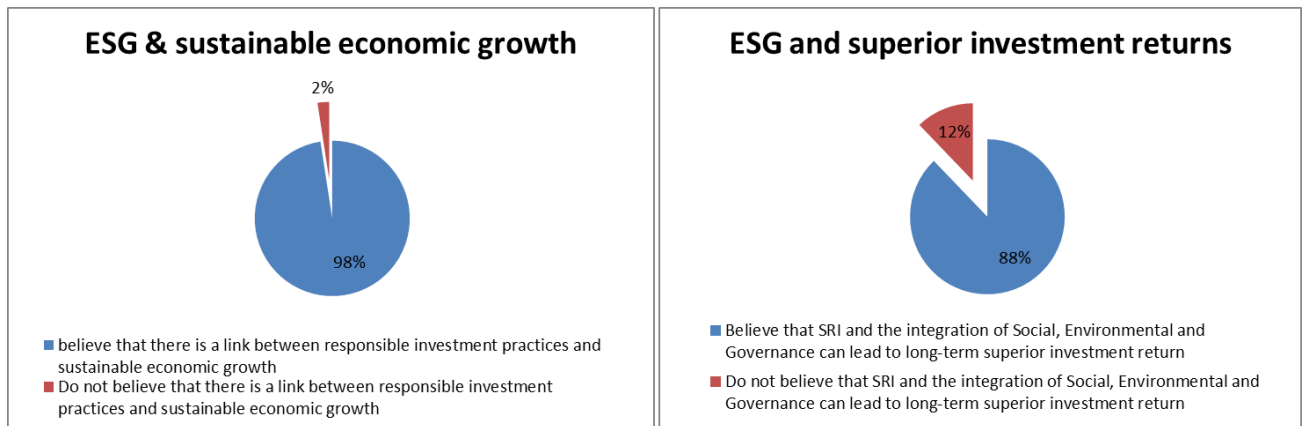 ESG & sustainable economic growth
2%
98%
believe that there is a link between responsible investment practices and
sustainable economic growth
Do not believe that there is a link between responsible investment
practices and sustainable economic growth
ESG and superior investment returns
12%
88%
Believe that SRI and the integration of Social, Environmental and
Governance can lead to long-term superior investment return
Do not believe that SRI and the integration of Social, Environmental and
Governance can lead to long-term superior investment return